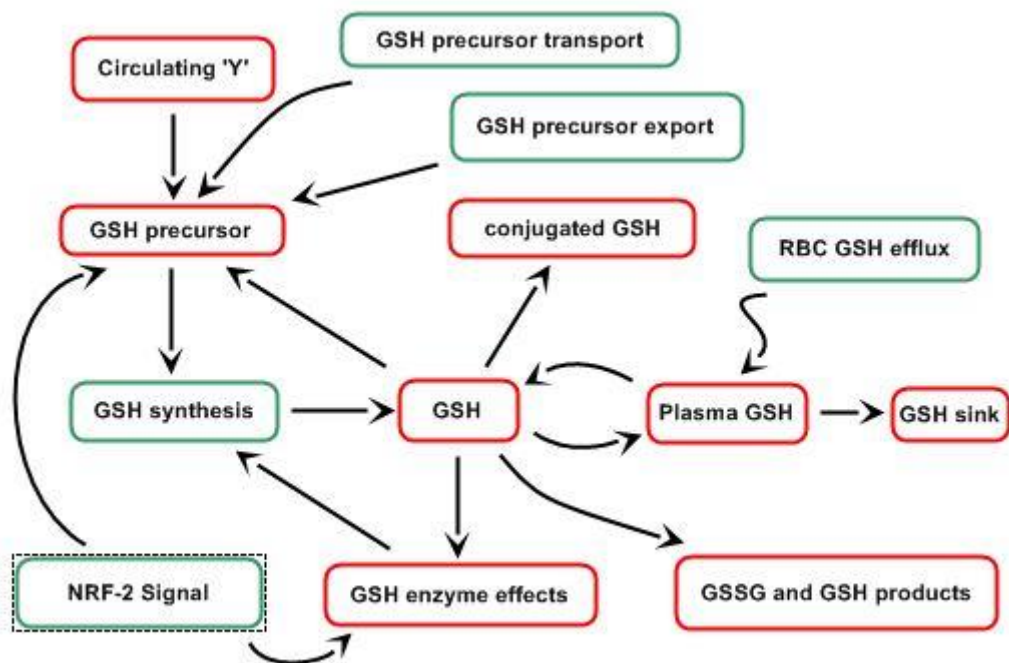 GSH precursor transport
Circulating 'Y'
GSH precursor export
GSH precursor
conjugated GSH
RBC GSH efflux
GSH synthesis
GSH
Plasma GSH
GSH sink
NRF-2 Signal
GSH enzyme effects
GSSG and GSH products